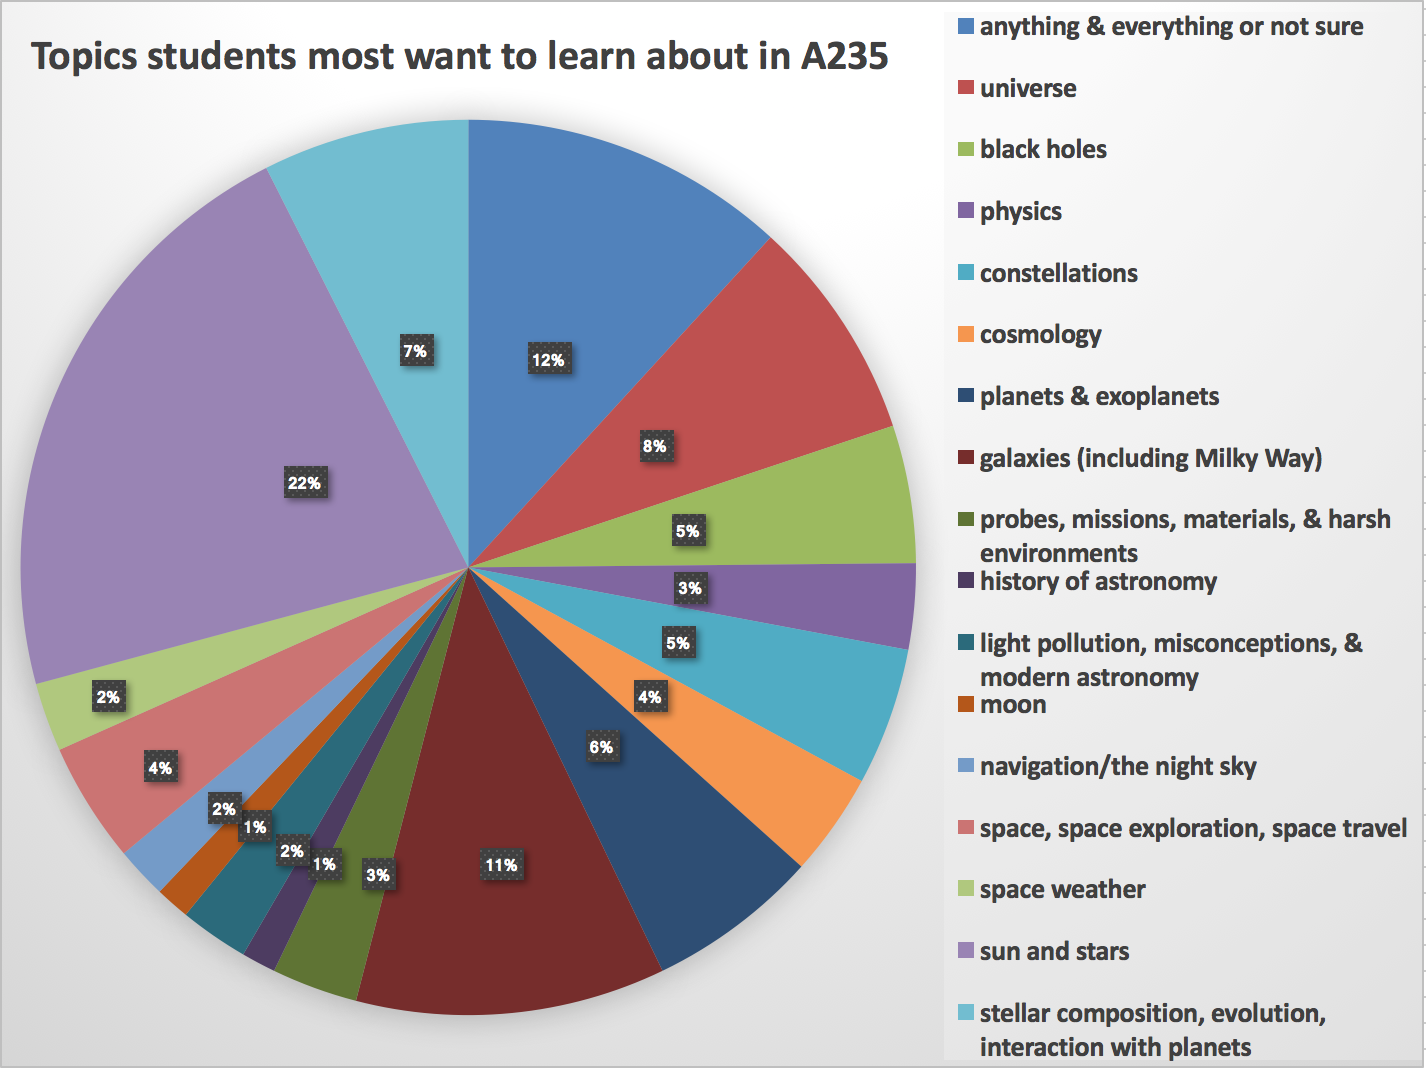 Topics students most want to learn about in A235
12%
8%
5%
3%
5%
4%
6%
11%
3%
1%
2%
1%
2%
4%
2%
22%
7%
anything & everything or not sure
universe
black holes
physics
constellations
cosmology
planets & exoplanets
galaxies (including Milky Way)
probes, missions, materials, & harsh
environments
history of astronomy
light pollution, misconceptions, &
modern astronomy
moon
navigation/the night sky
space, space exploration, space travel
space weather
sun and stars
stellar composition, evolution,
interaction with planets